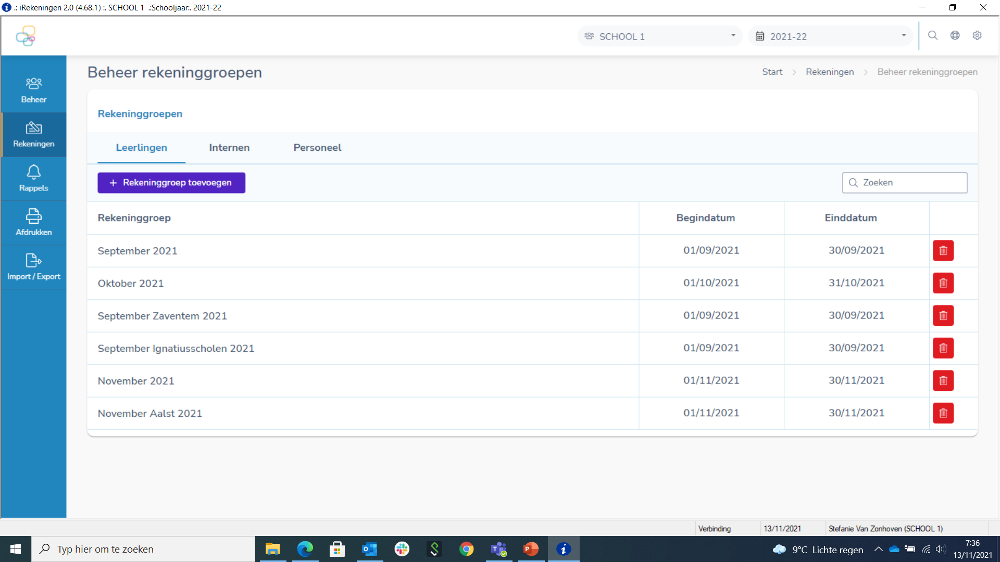 .: iRekeningen 2.0 (4.68.1) :. SCHOOL 1 .:Schooljaar:. 2021-22
SCHOOL 1
2021-22
Beheer rekeninggroepen
Start > Rekeningen > Beheer rekeninggroepen
Beheer
Rekeningen
Rappels
Afdrukken
Import / Export
Rekeninggroepen
Leerlingen Internen Personeel
+ Rekeninggroep toevoegen
Zoeken
Rekeninggroep Begindatum Einddatum
September 2021 01/09/2021 30/09/2021
Oktober 2021 01/10/2021 31/10/2021
September Zaventem 2021 01/09/2021 30/09/2021
September Ignatiusscholen 2021 01/09/2021 30/09/2021
November 2021 01/11/2021 30/11/2021
November Aalst 2021 01/11/2021 30/11/2021
Verbinding 13/11/2021 Stefanie Van Zonhoven (SCHOOL 1)
Typ hier om te zoeken
9°C Lichte regen
7:36
13/11/2021